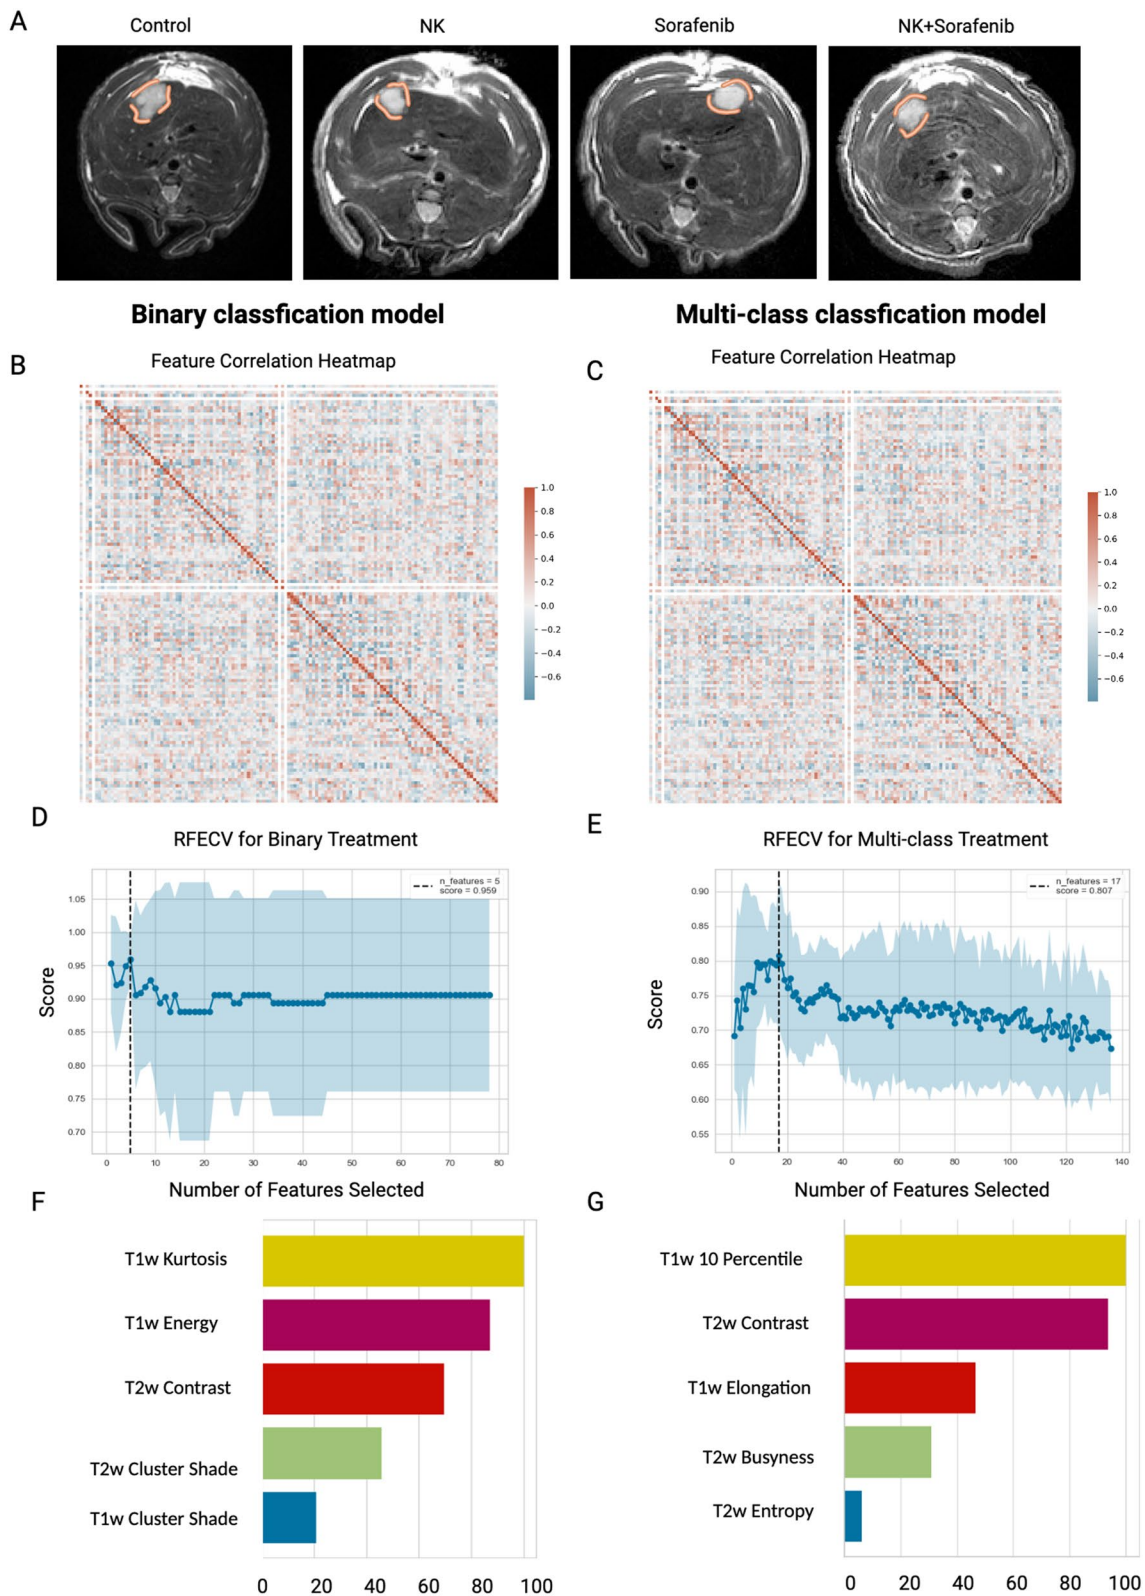 A
Control
NK
Sorafenib
NK+Sorafenib
Binary classfication model
Multi-class classfication model
B
Feature Correlation Heatmap
C
Feature Correlation Heatmap
1.0
0.8
0.6
0.4
0.2
0.0
−0.2
−0.4
−0.6
1.0
0.8
0.6
0.4
0.2
0.0
−0.2
−0.4
−0.6
D
RFECV for Binary Treatment
n_features = 5
score = 0.959
Score
1.05
1.00
0.95
0.90
0.85
0.80
0.75
0.70
0
10
20
30
40
50
60
70
80
Number of Features Selected
E
RFECV for Multi-class Treatment
n_features = 17
score = 0.807
Score
0.90
0.85
0.80
0.75
0.70
0.65
0.60
0.55
0
20
40
60
80
100
120
140
Number of Features Selected
F
T1w Kurtosis
T1w Energy
T2w Contrast
T2w Cluster Shade
T1w Cluster Shade
0
20
40
60
80
100
G
T1w 10 Percentile
T2w Contrast
T1w Elongation
T2w Busyness
T2w Entropy
0
20
40
60
80
100